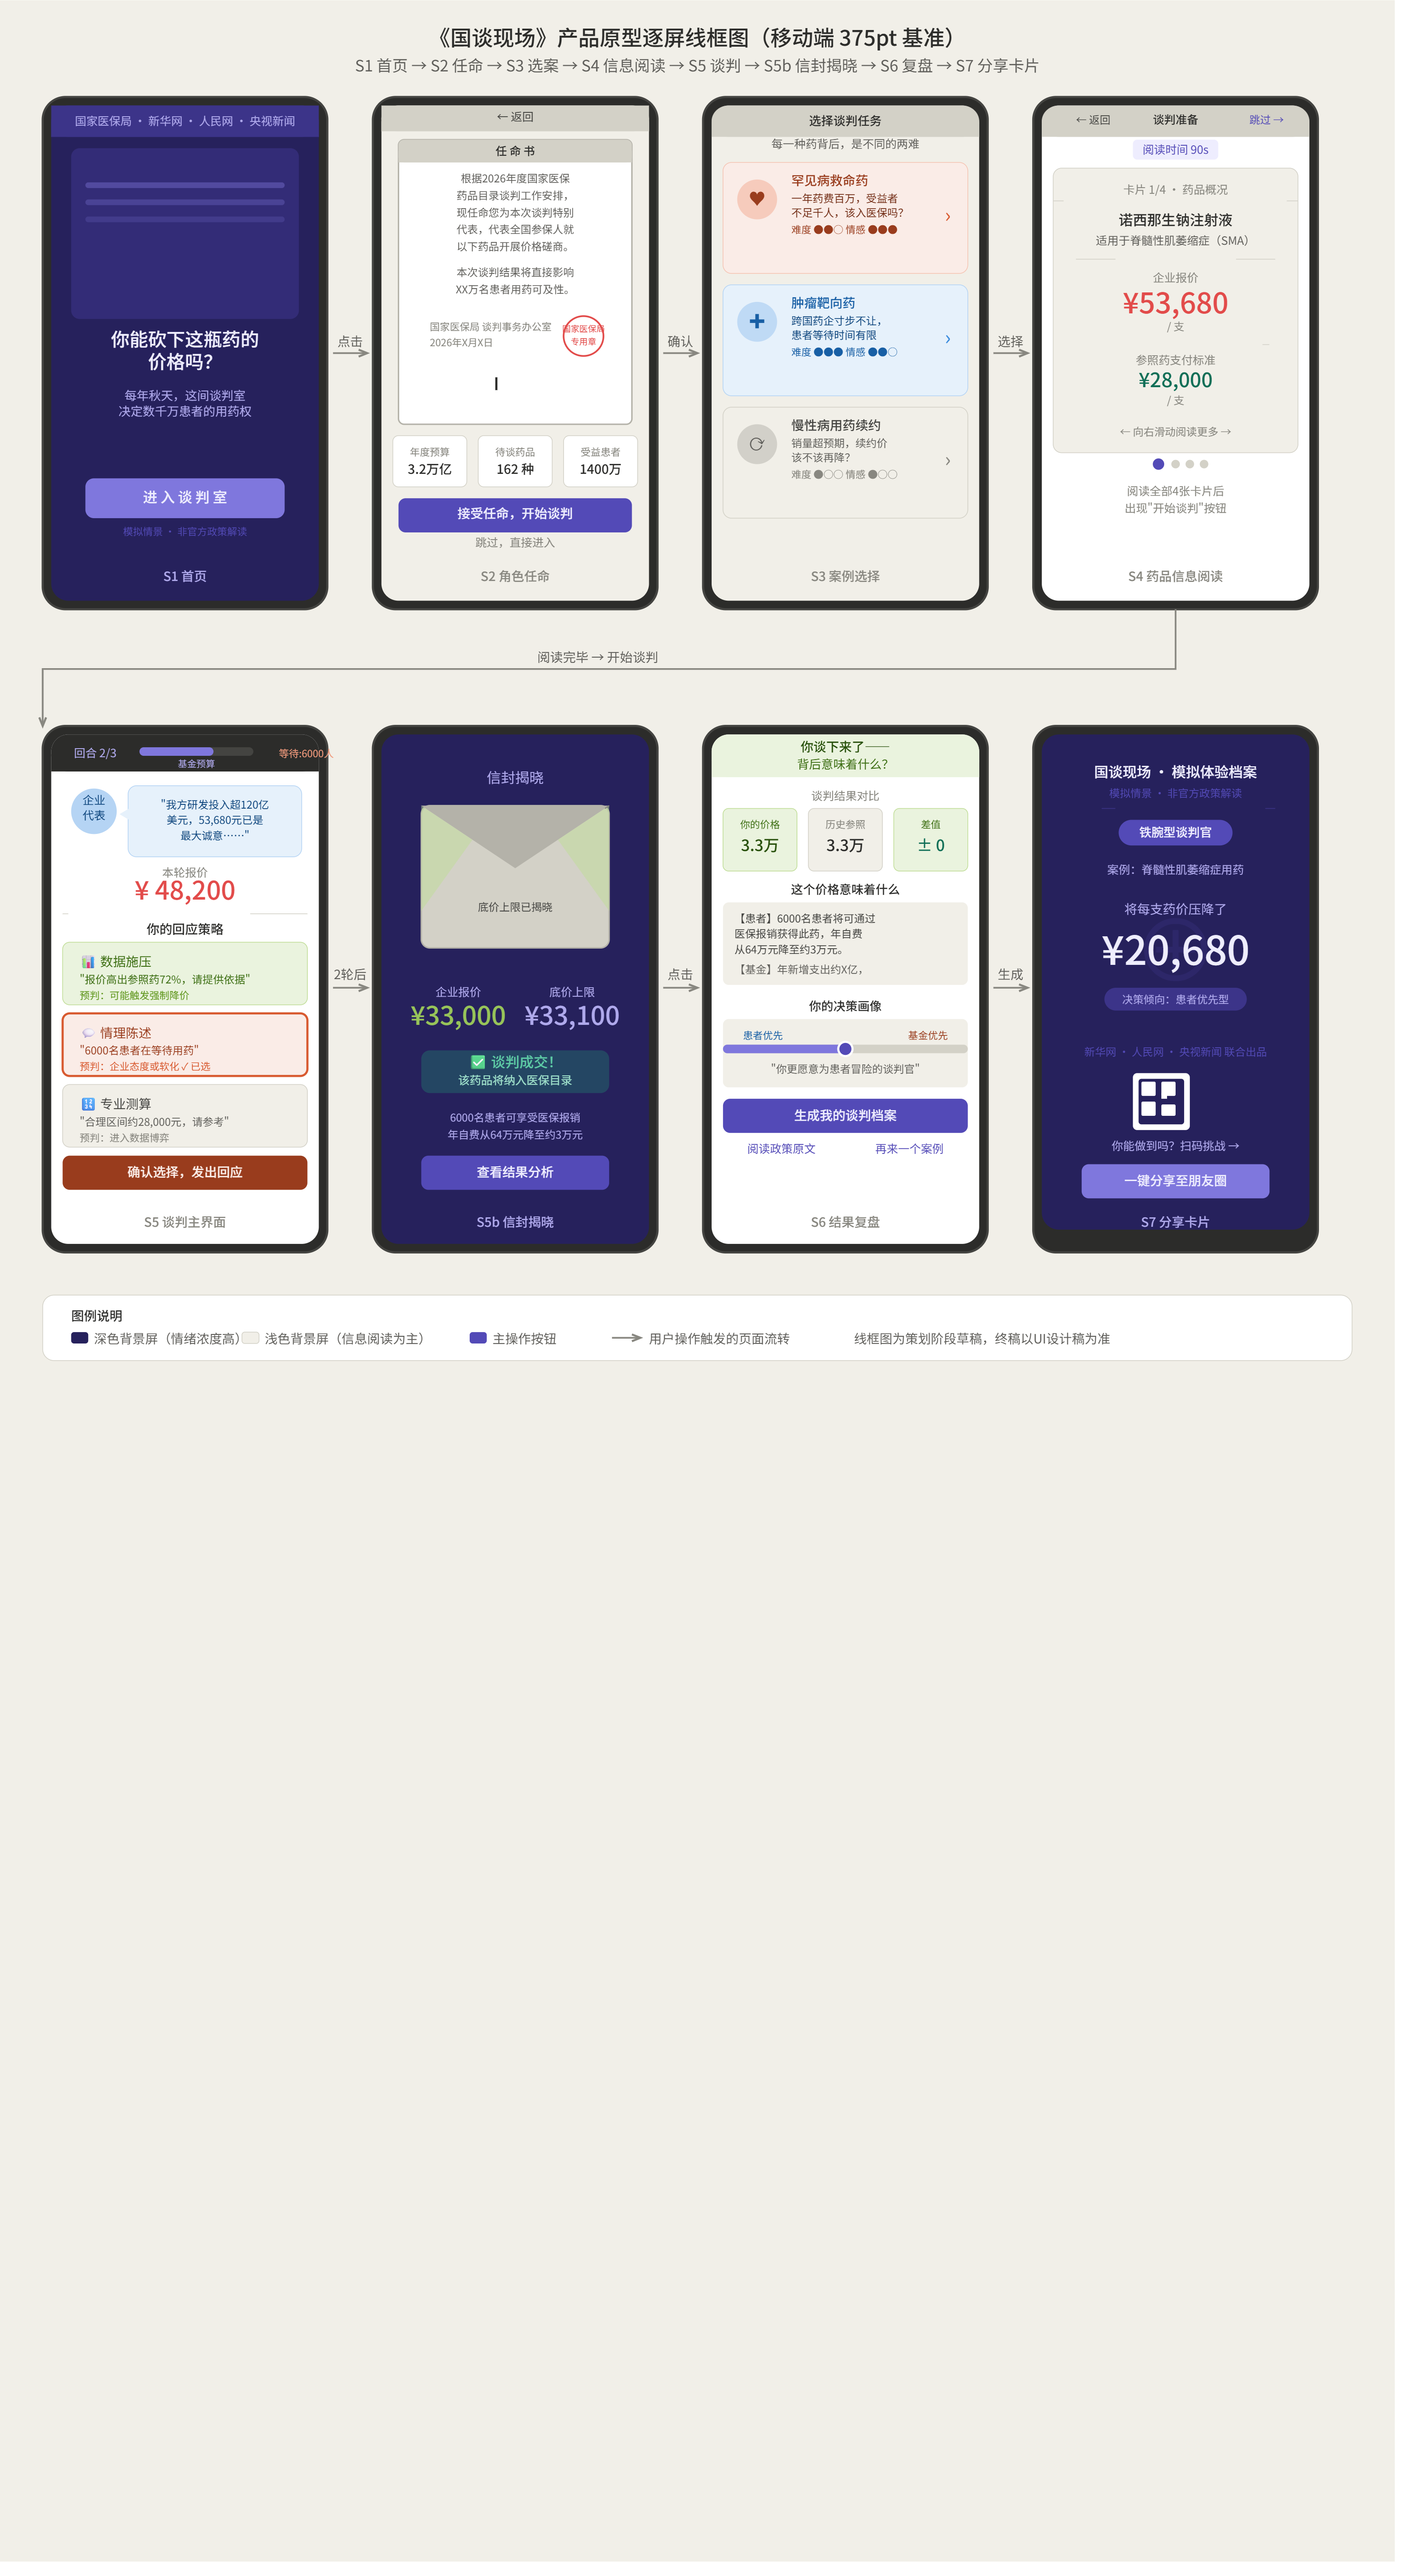 《国谈现场》产品原型逐屏线框图（移动端 375pt 基准）
S1 首页 → S2 任命 → S3 选案 → S4 信息阅读 → S5 谈判 → S5b 信封揭晓 → S6 复盘 → S7 分享卡片
国家医保局 · 新华网 · 人民网 · 央视新闻
你能砍下这瓶药的
价格吗？
每年秋天，这间谈判室
决定数千万患者的用药权
进入谈判室
模拟情景 · 非官方政策解读
S1 首页
点击
← 返回
任 命 书
根据2026年度国家医保
药品目录谈判工作安排，
现任命您为本次谈判特别
代表，代表全国参保人就
以下药品开展价格磋商。
本次谈判结果将直接影响
XX万名患者用药可及性。
国家医保局 谈判事务办公室
2026年X月X日
国家医保局
专用章
年度预算
3.2万亿
待谈药品
162 种
受益患者
1400万
接受任命，开始谈判
跳过，直接进入
S2 角色任命
确认
选择谈判任务
每一种药背后，是不同的两难
罕见病救命药
一年药费百万，受益者
不足千人，该入医保吗？
难度 ●●○ 情感 ●●●
›
肿瘤靶向药
跨国药企寸步不让，
患者等待时间有限
难度 ●●● 情感 ●●○
›
慢性病用药续约
销量超预期，续约价
该不该再降？
难度 ●○○ 情感 ●○○
›
S3 案例选择
选择
← 返回
谈判准备
跳过 →
阅读时间 90s
卡片 1/4 · 药品概况
诺西那生钠注射液
适用于脊髓性肌萎缩症（SMA）
企业报价
¥53,680
/ 支
参照药支付标准
¥28,000
/ 支
← 向右滑动阅读更多 →
阅读全部4张卡片后
出现"开始谈判"按钮
S4 药品信息阅读
阅读完毕 → 开始谈判
回合 2/3
基金预算
等待:6000人
企业
代表
"我方研发投入超120亿
美元，53,680元已是
最大诚意……"
本轮报价
¥ 48,200
你的回应策略
📊 数据施压
"报价高出参照药72%，请提供依据"
预判：可能触发强制降价
💬 情理陈述
"6000名患者在等待用药"
预判：企业态度或软化 ✓ 已选
🔢 专业测算
"合理区间约28,000元，请参考"
预判：进入数据博弈
确认选择，发出回应
S5 谈判主界面
2轮后
信封揭晓
底价上限已揭晓
企业报价
¥33,000
底价上限
¥33,100
✅ 谈判成交！
该药品将纳入医保目录
6000名患者可享受医保报销
年自费从64万元降至约3万元
查看结果分析
S5b 信封揭晓
点击
你谈下来了——
背后意味着什么？
谈判结果对比
你的价格
3.3万
历史参照
3.3万
差值
± 0
这个价格意味着什么
【患者】6000名患者将可通过
医保报销获得此药，年自费
从64万元降至约3万元。
【基金】年新增支出约X亿，
你的决策画像
患者优先
基金优先
"你更愿意为患者冒险的谈判官"
生成我的谈判档案
阅读政策原文
再来一个案例
S6 结果复盘
生成
国谈现场 · 模拟体验档案
模拟情景 · 非官方政策解读
铁腕型谈判官
案例：脊髓性肌萎缩症用药
将每支药价压降了
¥20,680
决策倾向：患者优先型
新华网 · 人民网 · 央视新闻 联合出品
你能做到吗？扫码挑战 →
一键分享至朋友圈
S7 分享卡片
图例说明
深色背景屏（情绪浓度高）
浅色背景屏（信息阅读为主）
主操作按钮
用户操作触发的页面流转
线框图为策划阶段草稿，终稿以UI设计稿为准